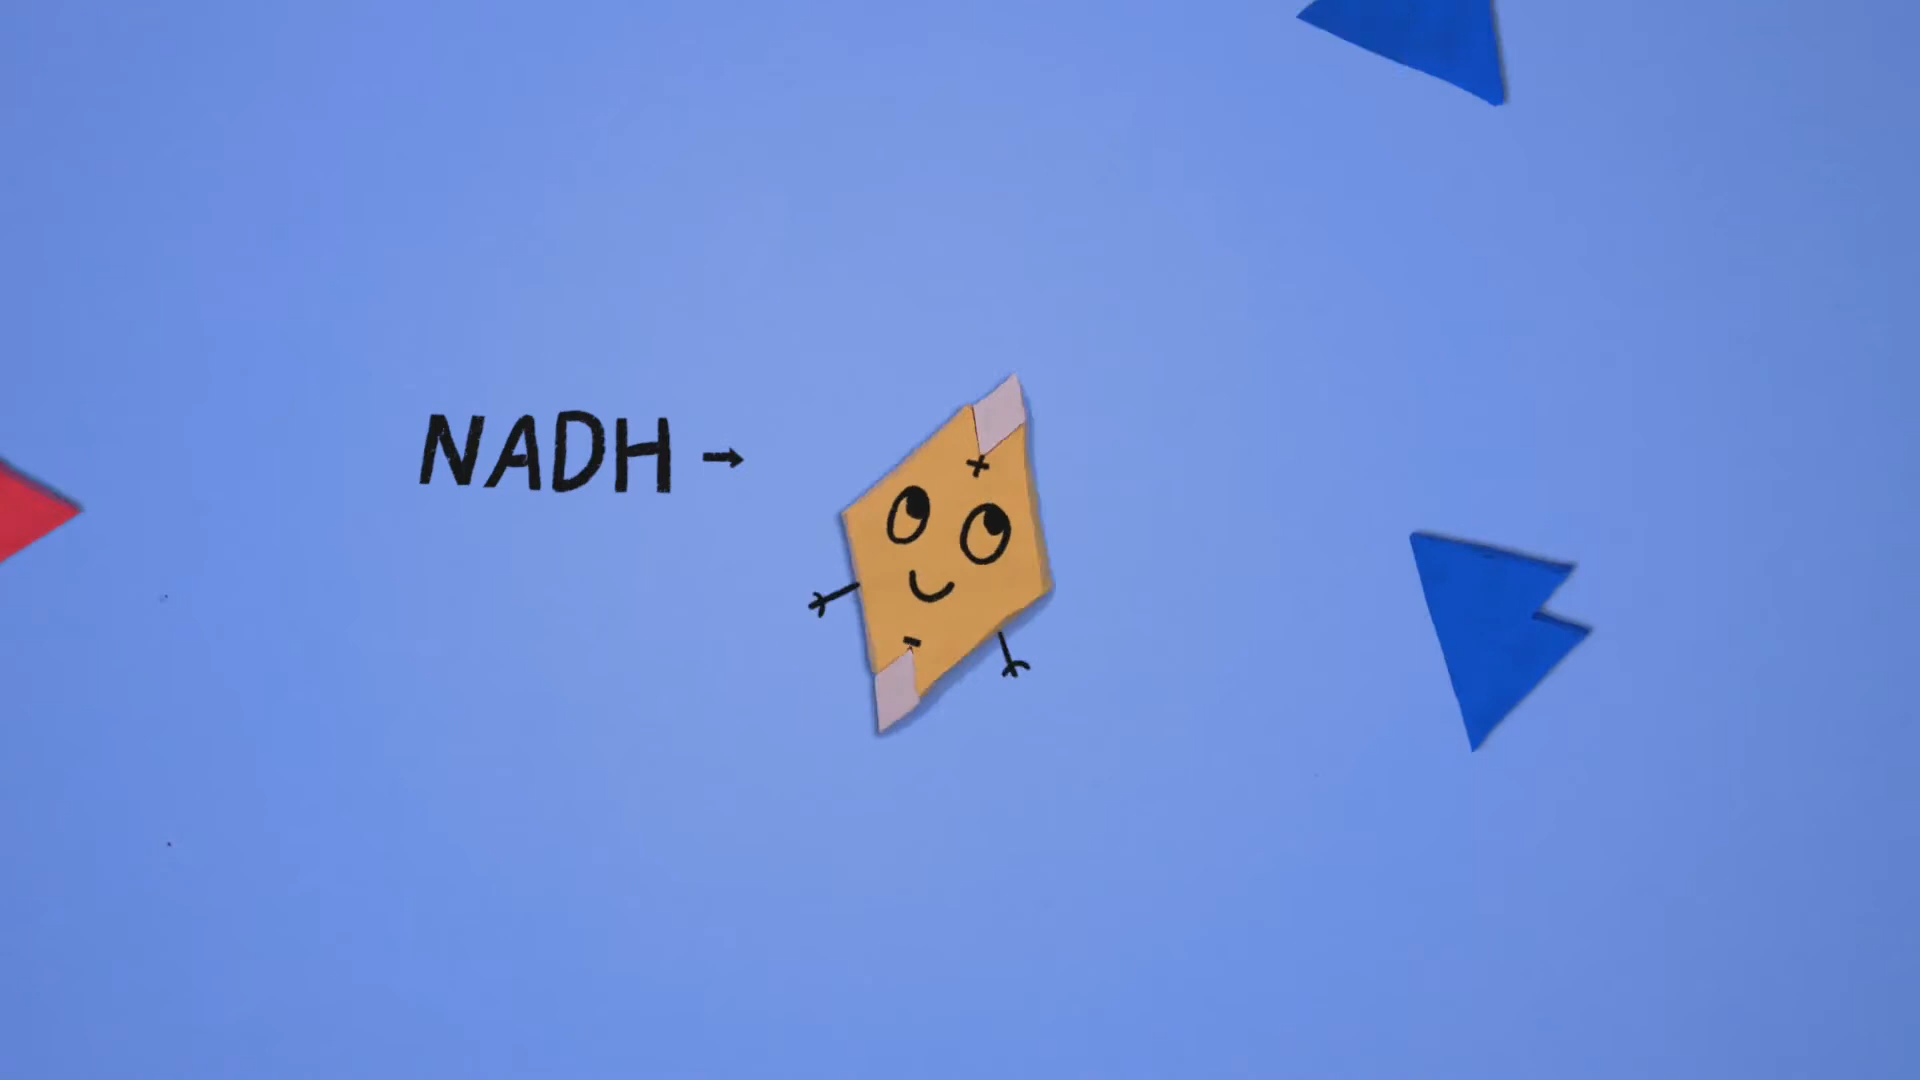 NADH →
+
-